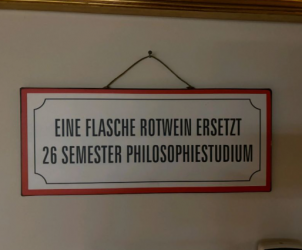 EINE FLASCHE ROTWEIN ERSETZT
26 SEMESTER PHILOSOPHIESTUDIUM